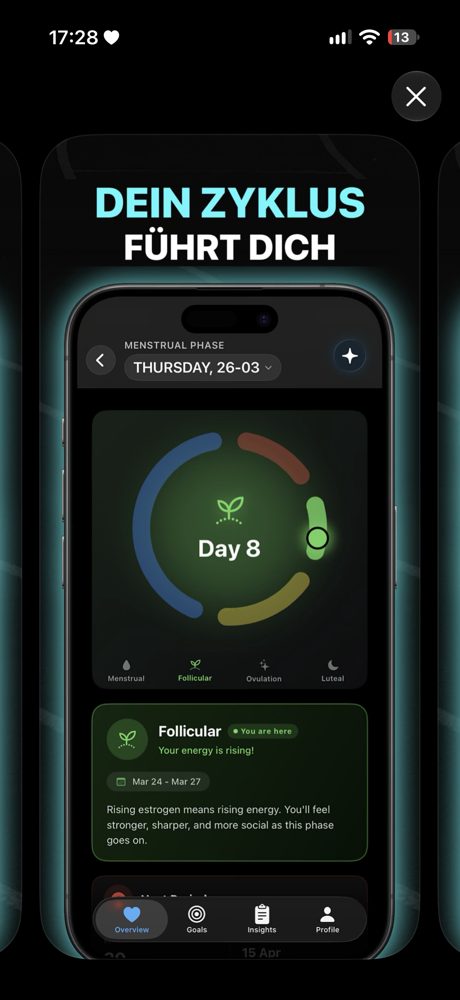 17:28
13
DEIN ZYKLUS
FÜHRT DICH
MENSTRUAL PHASE
THURSDAY, 26-03
Day 8
Menstrual Follicular Ovulation Luteal
Follicular You are here
Your energy is rising!
Mar 24 - Mar 27
Rising estrogen means rising energy. You'll feel
stronger, sharper, and more social as this phase
goes on.
Overview Goals Insights Profile
15 Apr